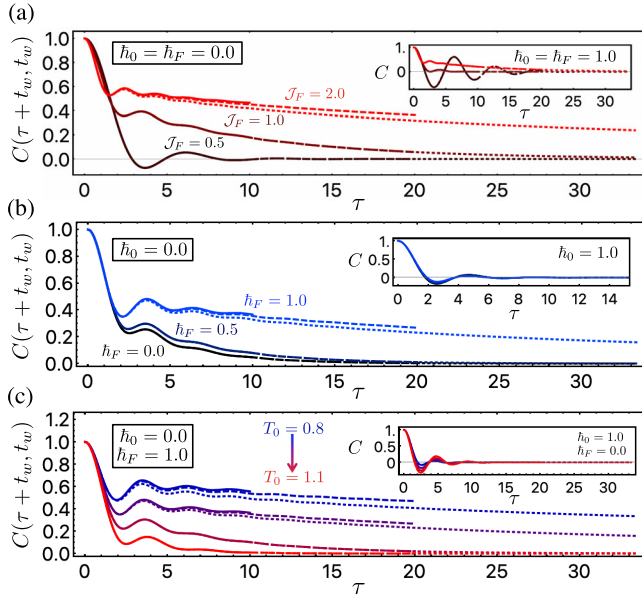 (a)
C(τ + t_w, t_w)
1.0
0.8
0.6
0.4
0.2
0.0
ħ_0 = ħ_F = 0.0
𝒥_F = 2.0
𝒥_F = 1.0
𝒥_F = 0.5
C
1.
0
ħ_0 = ħ_F = 1.0
0 5 10 15 20 25 30
τ
0 5 10 15 20 25 30
τ
(b)
C(τ + t_w, t_w)
1.0
0.8
0.6
0.4
0.2
0.0
ħ_0 = 0.0
ħ_F = 1.0
ħ_F = 0.5
ħ_F = 0.0
C
1.
0
ħ_0 = 1.0
0 2 4 6 8 10 12 14
τ
0 5 10 15 20 25 30
τ
(c)
C(τ + t_w, t_w)
1.2
1.0
0.8
0.6
0.4
0.2
0.0
ħ_0 = 0.0
ħ_F = 1.0
T_0 = 0.8
T_0 = 1.1
C
1.
0
ħ_0 = 1.0
ħ_F = 0.0
0 5 10 15 20 25 30
τ
0 5 10 15 20 25 30
τ